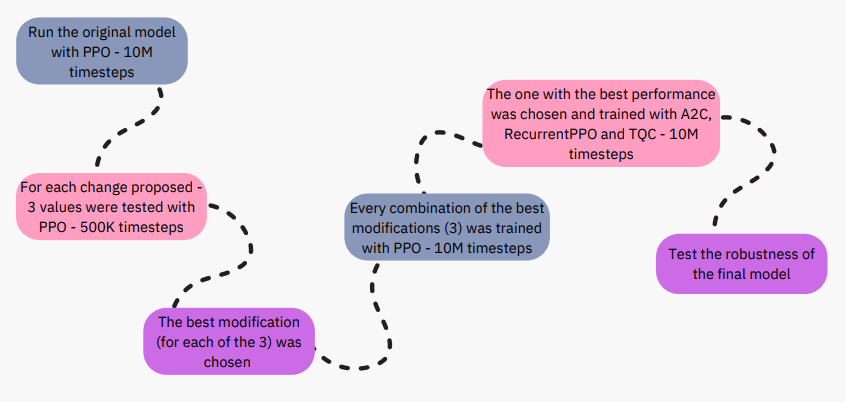 Run the original model
with PPO - 10M
timesteps
For each change proposed -
3 values were tested with
PPO - 500K timesteps
The best modification
(for each of the 3) was
chosen
Every combination of the best
modifications (3) was trained
with PPO - 10M timesteps
The one with the best performance
was chosen and trained with A2C,
RecurrentPPO and TQC - 10M
timesteps
Test the robustness of
the final model